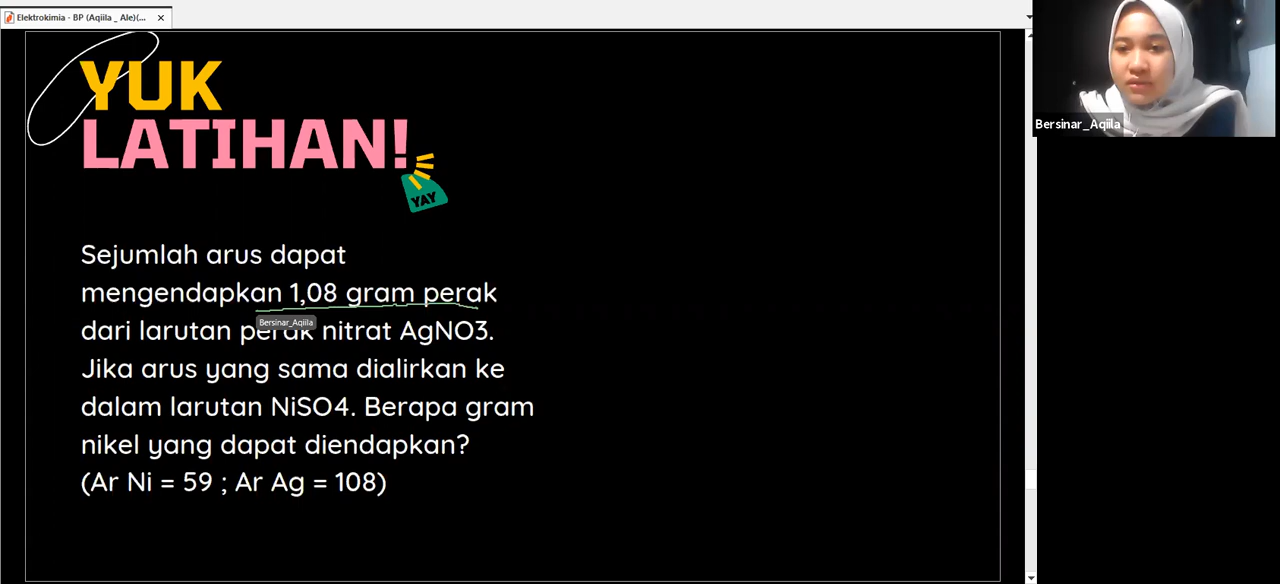 Elektrokimia - BP (Aqiila _ Ale)(...
YUK
LATIHAN!
YAY
Sejumlah arus dapat
mengendapkan 1,08 gram perak
Bersinar_Aqiila
dari larutan perak nitrat AgNO3.
Jika arus yang sama dialirkan ke
dalam larutan NiSO4. Berapa gram
nikel yang dapat diendapkan?
(Ar Ni = 59 ; Ar Ag = 108)
Bersinar_Aqiila